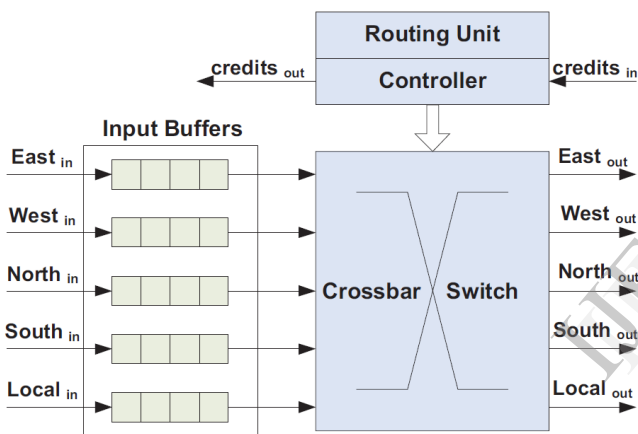 Routing Unit
credits out
Controller
credits in
Input Buffers
East in
East out
West in
West out
North in
North out
Crossbar Switch
South in
South out
Local in
Local out